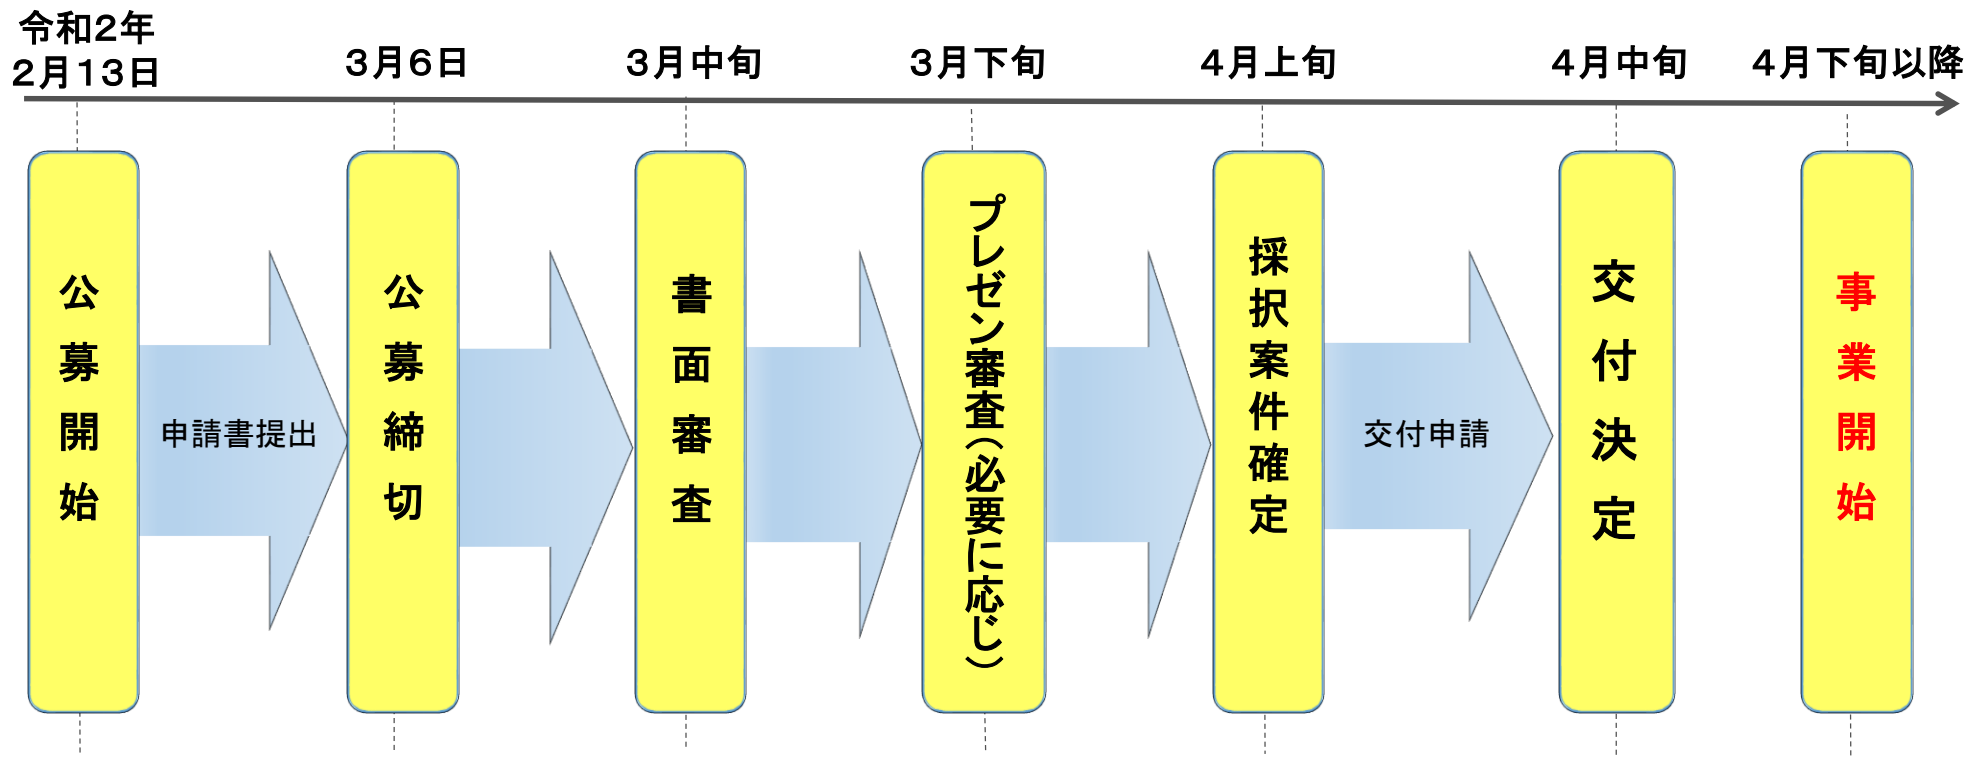 令和２年
２月１３日
３月６日
３月中旬
３月下旬
４月上旬
４月中旬
４月下旬以降
公募開始
申請書提出
公募締切
書面審査
プレゼン審査（必要に応じ）
採択案件確定
交付申請
交付決定
事業開始